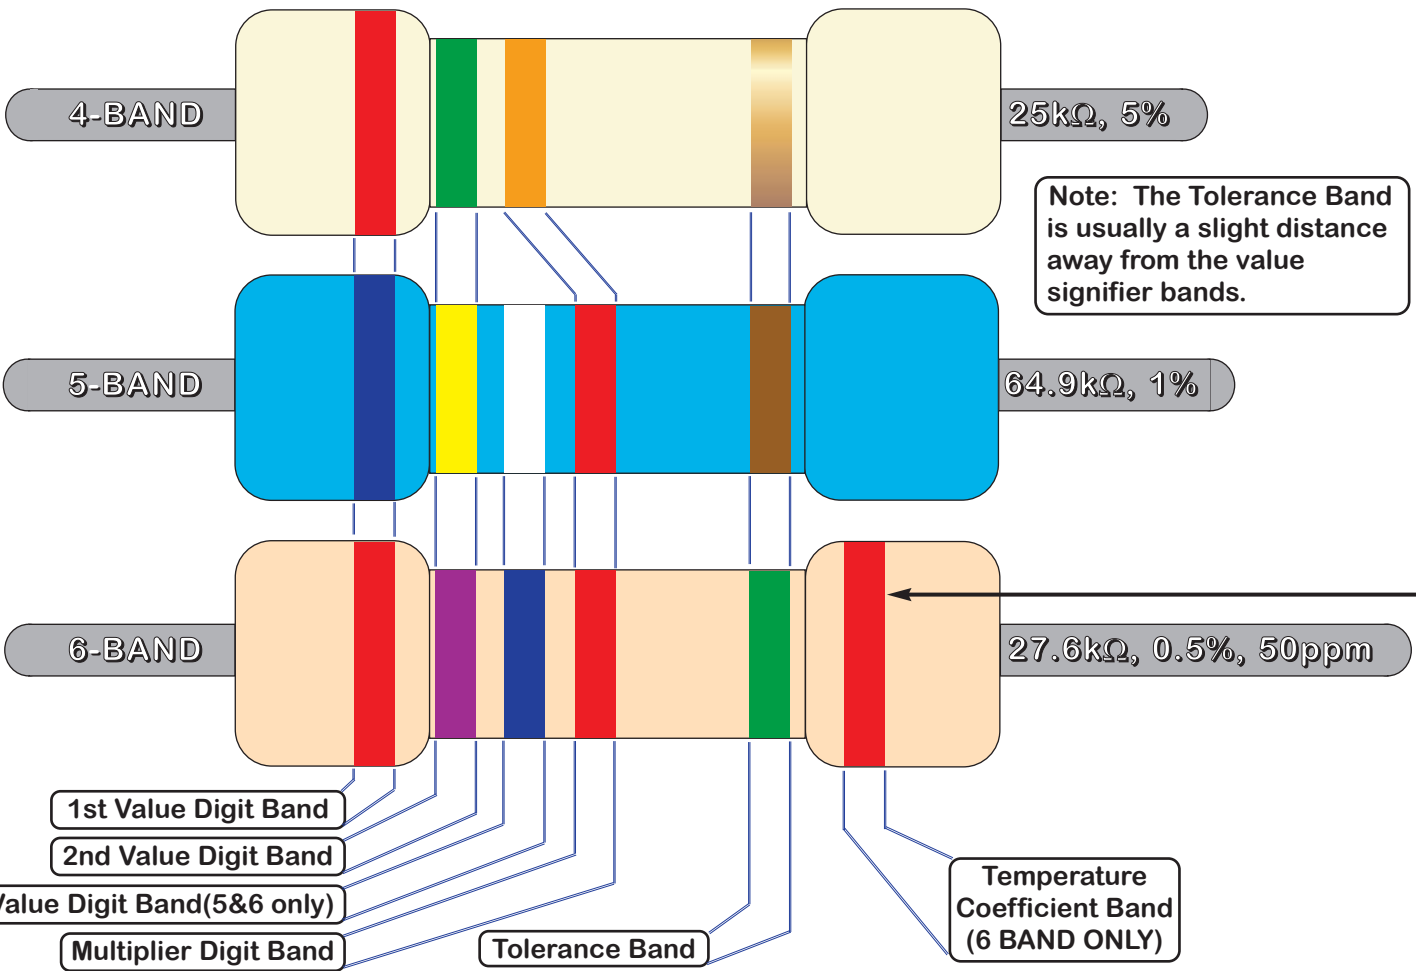 4-BAND
25kΩ, 5%
Note: The Tolerance Band
is usually a slight distance
away from the value
signifier bands.
5-BAND
64.9kΩ, 1%
6-BAND
27.6kΩ, 0.5%, 50ppm
1st Value Digit Band
2nd Value Digit Band
Value Digit Band(5&6 only)
Multiplier Digit Band
Tolerance Band
Temperature
Coefficient Band
(6 BAND ONLY)